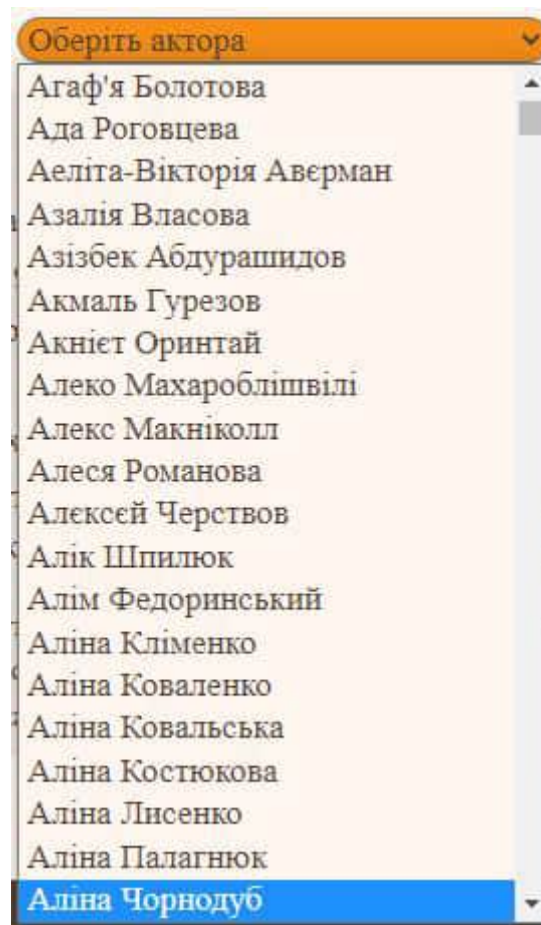 Оберіть актора
Агаф'я Болотова
Ада Роговцева
Аеліта-Вікторія Авєрман
Азалія Власова
Азізбек Абдурашидов
Акмаль Гурезов
Акнієт Оринтай
Алеко Махароблішвілі
Алекс Макніколл
Алеся Романова
Алєксєй Черствов
Алік Шпилюк
Алім Федоринський
Аліна Кліменко
Аліна Коваленко
Аліна Ковальська
Аліна Костюкова
Аліна Лисенко
Аліна Палагнюк
Аліна Чорнодуб